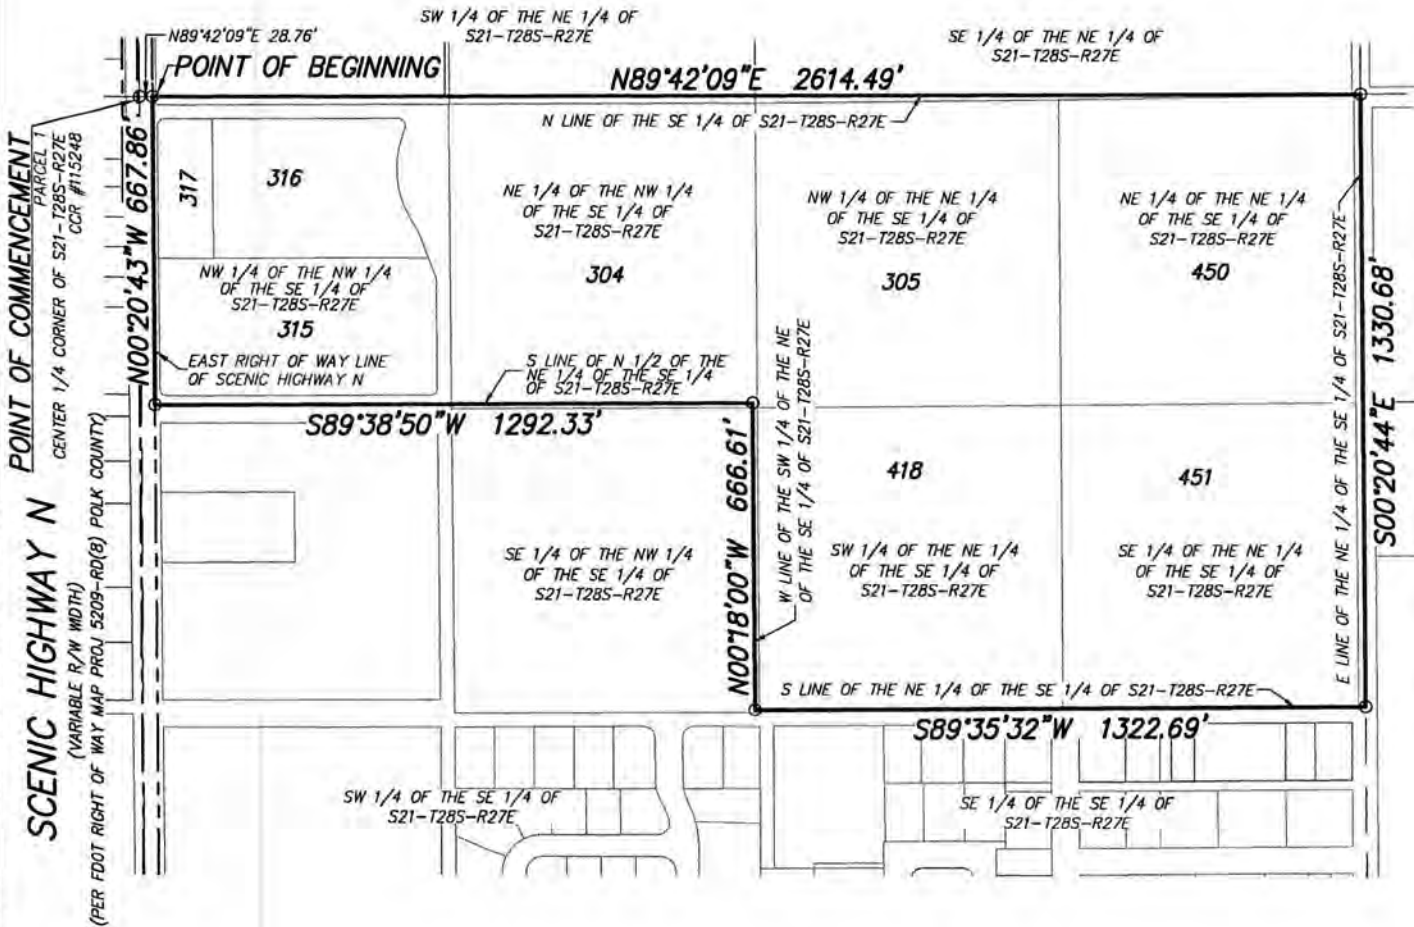 SW 1/4 OF THE NE 1/4 OF
S21-T28S-R27E
SE 1/4 OF THE NE 1/4 OF
S21-T28S-R27E
N89°42'09"E 28.76'
POINT OF BEGINNING
N89°42'09"E 2614.49'
N LINE OF THE SE 1/4 OF S21-T28S-R27E
POINT OF COMMENCEMENT
PARCEL 1
CENTER 1/4 CORNER OF S21-T28S-R27E
CCR #115248
N00°20'43"W 667.86'
317
316
NW 1/4 OF THE NW 1/4
OF THE SE 1/4 OF
S21-T28S-R27E
315
EAST RIGHT OF WAY LINE
OF SCENIC HIGHWAY N
NE 1/4 OF THE NW 1/4
OF THE SE 1/4 OF
S21-T28S-R27E
304
S LINE OF N 1/2 OF THE
NE 1/4 OF THE SE 1/4
OF S21-T28S-R27E
NW 1/4 OF THE NE 1/4
OF THE SE 1/4 OF
S21-T28S-R27E
305
NE 1/4 OF THE NE 1/4
OF THE SE 1/4 OF
S21-T28S-R27E
450
E LINE OF THE NE 1/4 OF THE SE 1/4 OF S21-T28S-R27E
S00°20'44"E 1330.68'
S89°38'50"W 1292.33'
N00°18'00"W 666.61'
W LINE OF THE SW 1/4 OF THE NE
OF THE SE 1/4 OF S21-T28S-R27E
418
SW 1/4 OF THE NE 1/4
OF THE SE 1/4 OF
S21-T28S-R27E
451
SE 1/4 OF THE NE 1/4
OF THE SE 1/4 OF
S21-T28S-R27E
SE 1/4 OF THE NW 1/4
OF THE SE 1/4 OF
S21-T28S-R27E
S LINE OF THE NE 1/4 OF THE SE 1/4 OF S21-T28S-R27E
S89°35'32"W 1322.69'
SCENIC HIGHWAY N
(VARIABLE R/W WIDTH)
(PER FDOT RIGHT OF WAY MAP PROJ 5209-RD(8) POLK COUNTY)
SW 1/4 OF THE SE 1/4 OF
S21-T28S-R27E
SE 1/4 OF THE SE 1/4 OF
S21-T28S-R27E